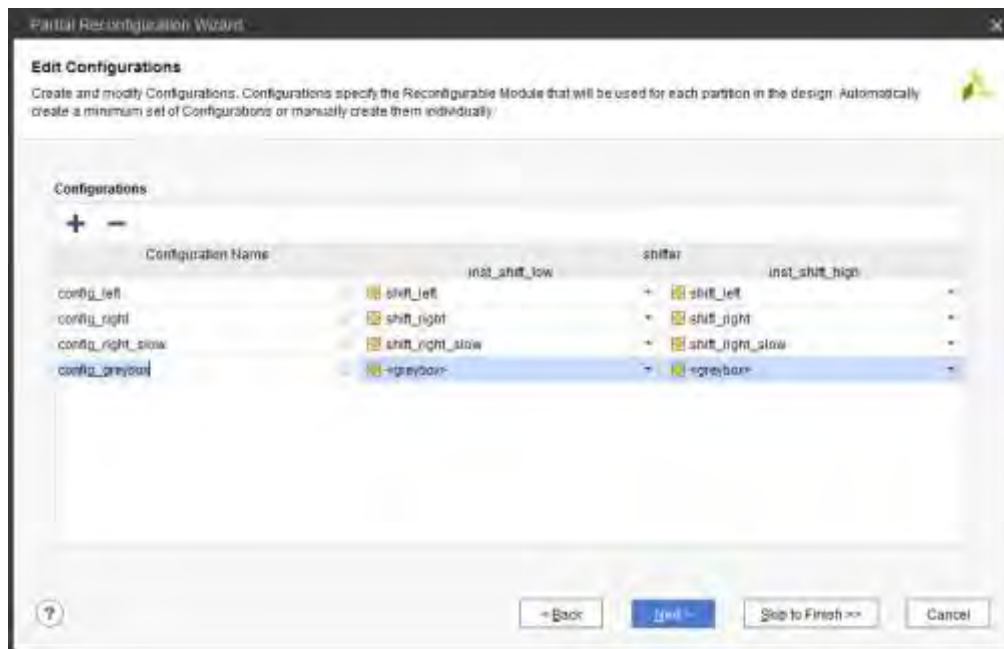 Partial Reconfiguration Wizard
Edit Configurations
Create and modify Configurations. Configurations specify the Reconfigurable Module that will be used for each partition in the design. Automatically
create a minimum set of Configurations or manually create them individually.
Configurations
+ −
Configuration Name
shifter
inst_shift_low inst_shift_high
config_left shift_left shift_left
config_right shift_right shift_right
config_right_slow shift_right_slow shift_right_slow
config_greybox <greybox> <greybox>
?
< Back Next > Skip to Finish >> Cancel